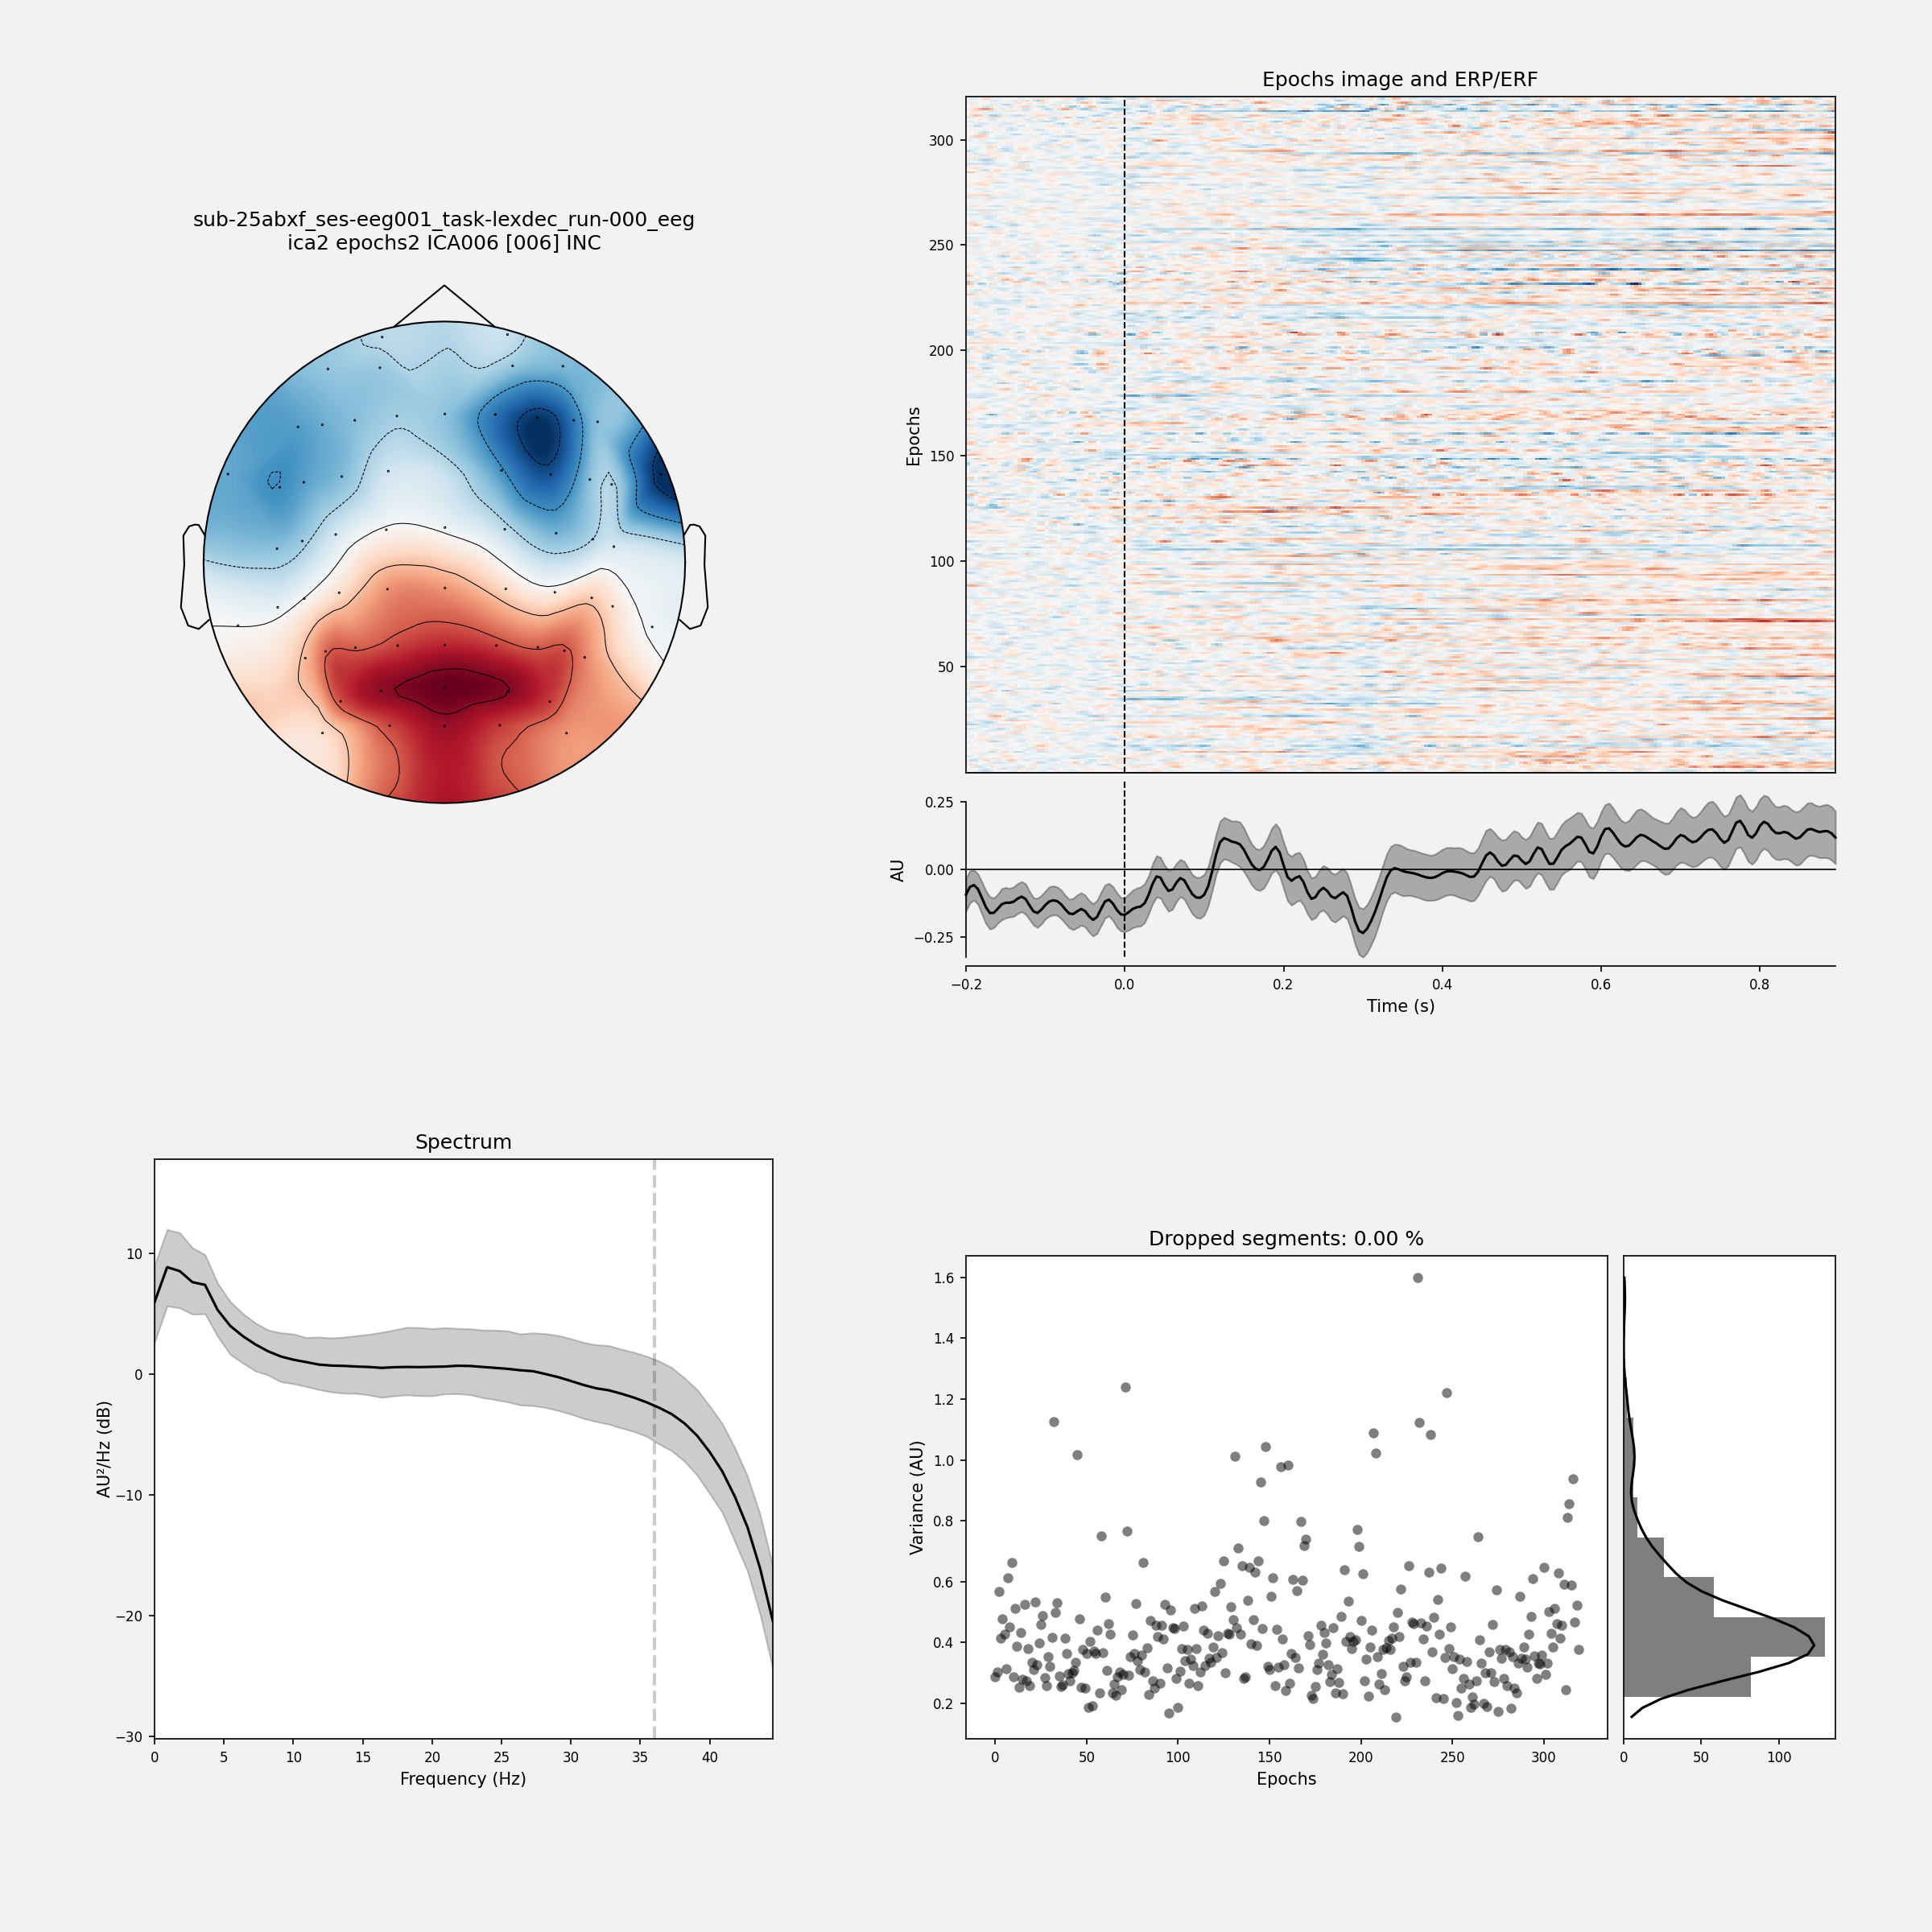 sub-25abxf_ses-eeg001_task-lexdec_run-000_eeg
ica2 epochs2 ICA006 [006] INC
Epochs image and ERP/ERF
Epochs
300
250
200
150
100
50
AU
0.25
0.00
−0.25
−0.2 0.0 0.2 0.4 0.6 0.8
Time (s)
Spectrum
AU²/Hz (dB)
10
0
−10
−20
−30
0 5 10 15 20 25 30 35 40
Frequency (Hz)
Dropped segments: 0.00 %
Variance (AU)
1.6
1.4
1.2
1.0
0.8
0.6
0.4
0.2
0 50 100 150 200 250 300
Epochs
0 50 100